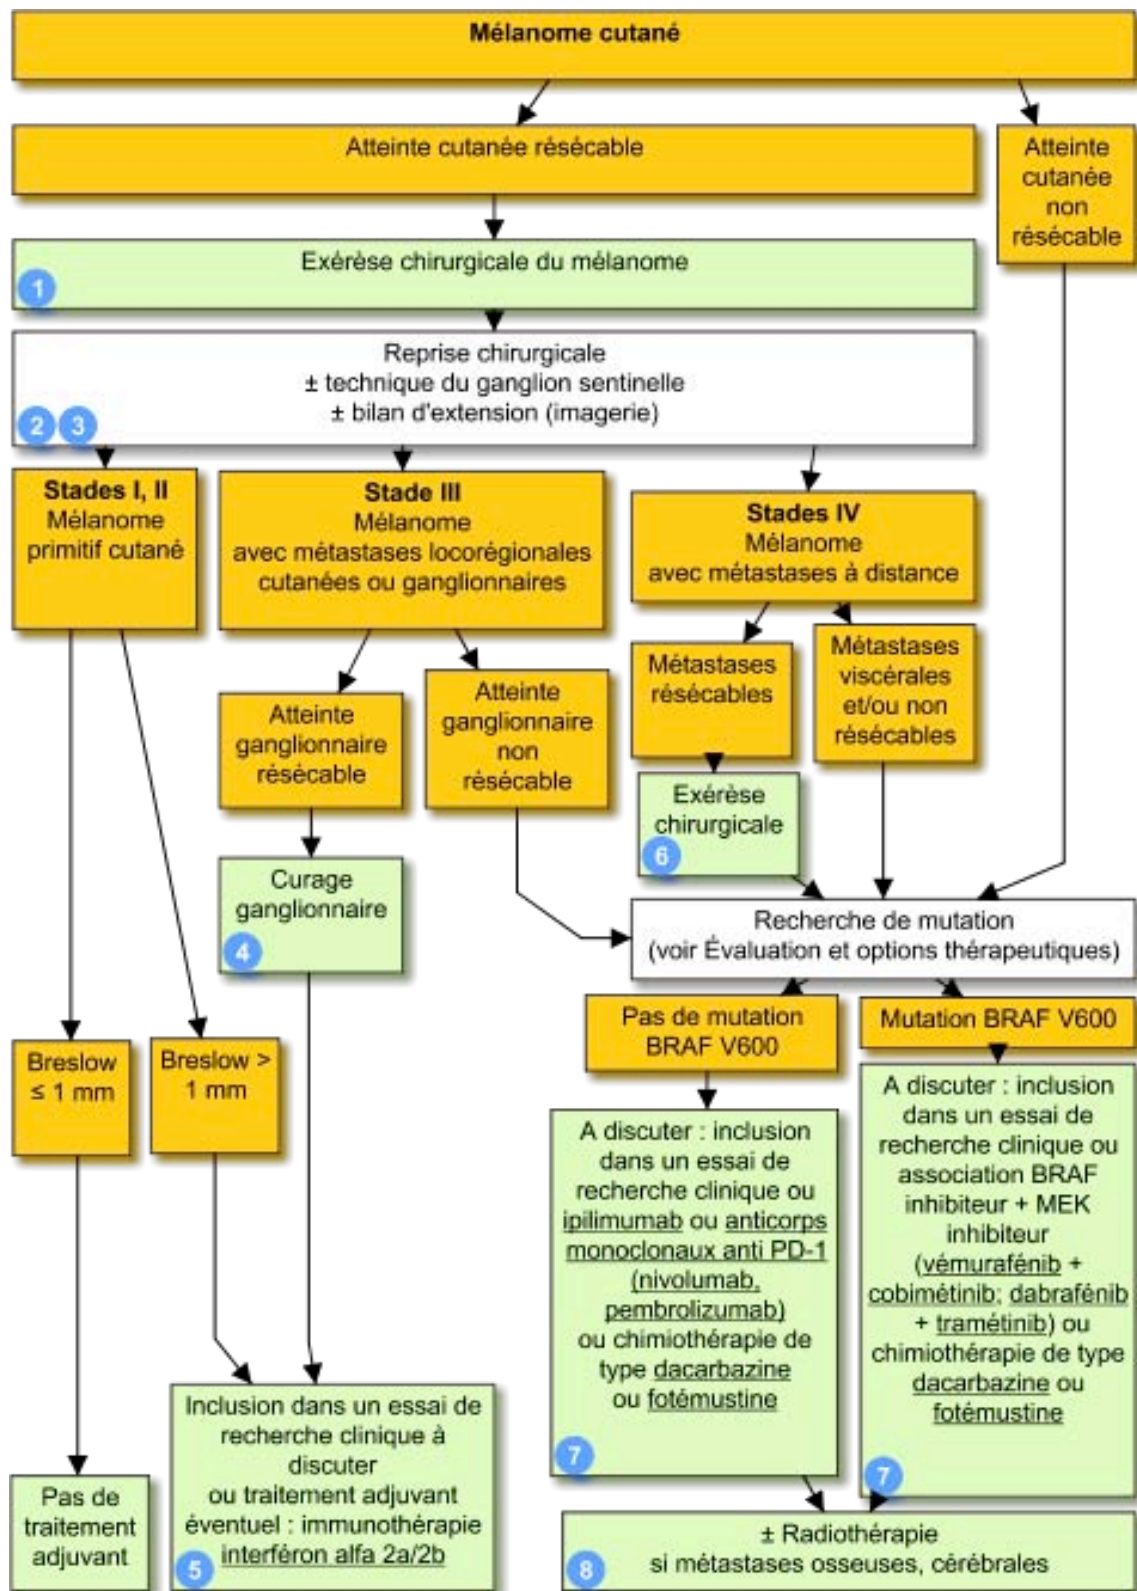 Mélanome cutané
Atteinte cutanée résécable
Atteinte
cutanée
non
résécable
Exérèse chirurgicale du mélanome
1
Reprise chirurgicale
± technique du ganglion sentinelle
± bilan d'extension (imagerie)
2 3
Stades I, II
Mélanome
primitif cutané
Stade III
Mélanome
avec métastases locorégionales
cutanées ou ganglionnaires
Stades IV
Mélanome
avec métastases à distance
Atteinte
ganglionnaire
résécable
Atteinte
ganglionnaire
non
résécable
Métastases
résécables
Métastases
viscérales
et/ou non
résécables
Exérèse
chirurgicale
6
Curage
ganglionnaire
4
Recherche de mutation
(voir Évaluation et options thérapeutiques)
Pas de mutation
BRAF V600
Mutation BRAF V600
Breslow
≤ 1 mm
Breslow >
1 mm
A discuter : inclusion
dans un essai de
recherche clinique ou
ipilimumab ou anticorps
monoclonaux anti PD-1
(nivolumab,
pembrolizumab)
ou chimiothérapie de
type dacarbazine
ou fotémustine
7
A discuter : inclusion
dans un essai de
recherche clinique ou
association BRAF
inhibiteur + MEK
inhibiteur
(vémurafénib +
cobimétinib; dabrafénib
+ tramétinib) ou
chimiothérapie de type
dacarbazine ou
fotémustine
7
Pas de
traitement
adjuvant
Inclusion dans un essai de
recherche clinique à
discuter
ou traitement adjuvant
éventuel : immunothérapie
interféron alfa 2a/2b
5
± Radiothérapie
si métastases osseuses, cérébrales
8